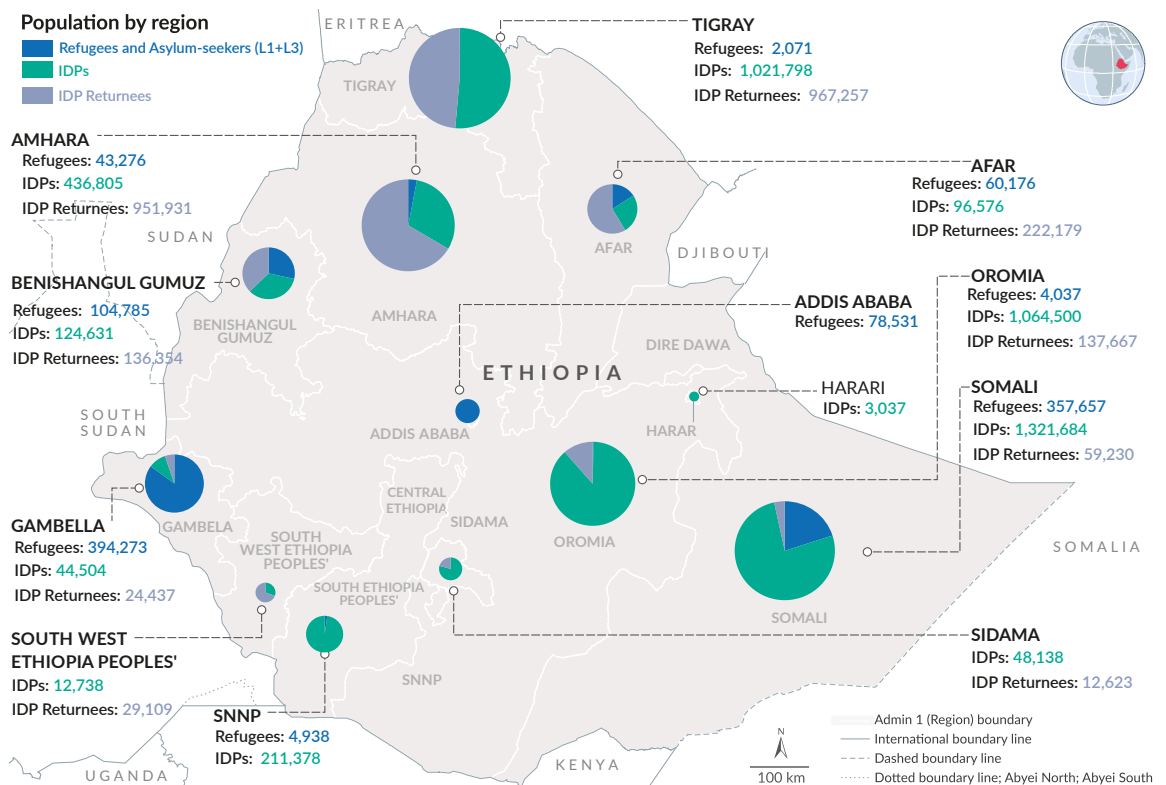 Population by region
Refugees and Asylum-seekers (L1+L3)
IDPs
IDP Returnees
ERITREA
TIGRAY
TIGRAY
Refugees: 2,071
IDPs: 1,021,798
IDP Returnees: 967,257
AMHARA
Refugees: 43,276
IDPs: 436,805
IDP Returnees: 951,931
SUDAN
AFAR
Refugees: 60,176
IDPs: 96,576
IDP Returnees: 222,179
AFAR
DJIBOUTI
BENISHANGUL GUMUZ
Refugees: 104,785
IDPs: 124,631
IDP Returnees: 136,354
BENISHANGUL
GUMUZ
AMHARA
ADDIS ABABA
Refugees: 78,531
OROMIA
Refugees: 4,037
IDPs: 1,064,500
IDP Returnees: 137,667
DIRE DAWA
ETHIOPIA
HARARI
IDPs: 3,037
SOMALI
Refugees: 357,657
IDPs: 1,321,684
IDP Returnees: 59,230
SOUTH
SUDAN
ADDIS ABABA
HARAR
CENTRAL
ETHIOPIA
SIDAMA
GAMBELLA
Refugees: 394,273
IDPs: 44,504
IDP Returnees: 24,437
GAMBELA
SOUTH
WEST ETHIOPIA
PEOPLES'
OROMIA
SOMALIA
SOUTH ETHIOPIA
PEOPLES'
SOMALI
SOUTH WEST
ETHIOPIA PEOPLES'
IDPs: 12,738
IDP Returnees: 29,109
SIDAMA
IDPs: 48,138
IDP Returnees: 12,623
SNNP
SNNP
Refugees: 4,938
IDPs: 211,378
UGANDA
KENYA
N
100 km
Admin 1 (Region) boundary
International boundary line
Dashed boundary line
Dotted boundary line; Abyei North; Abyei South